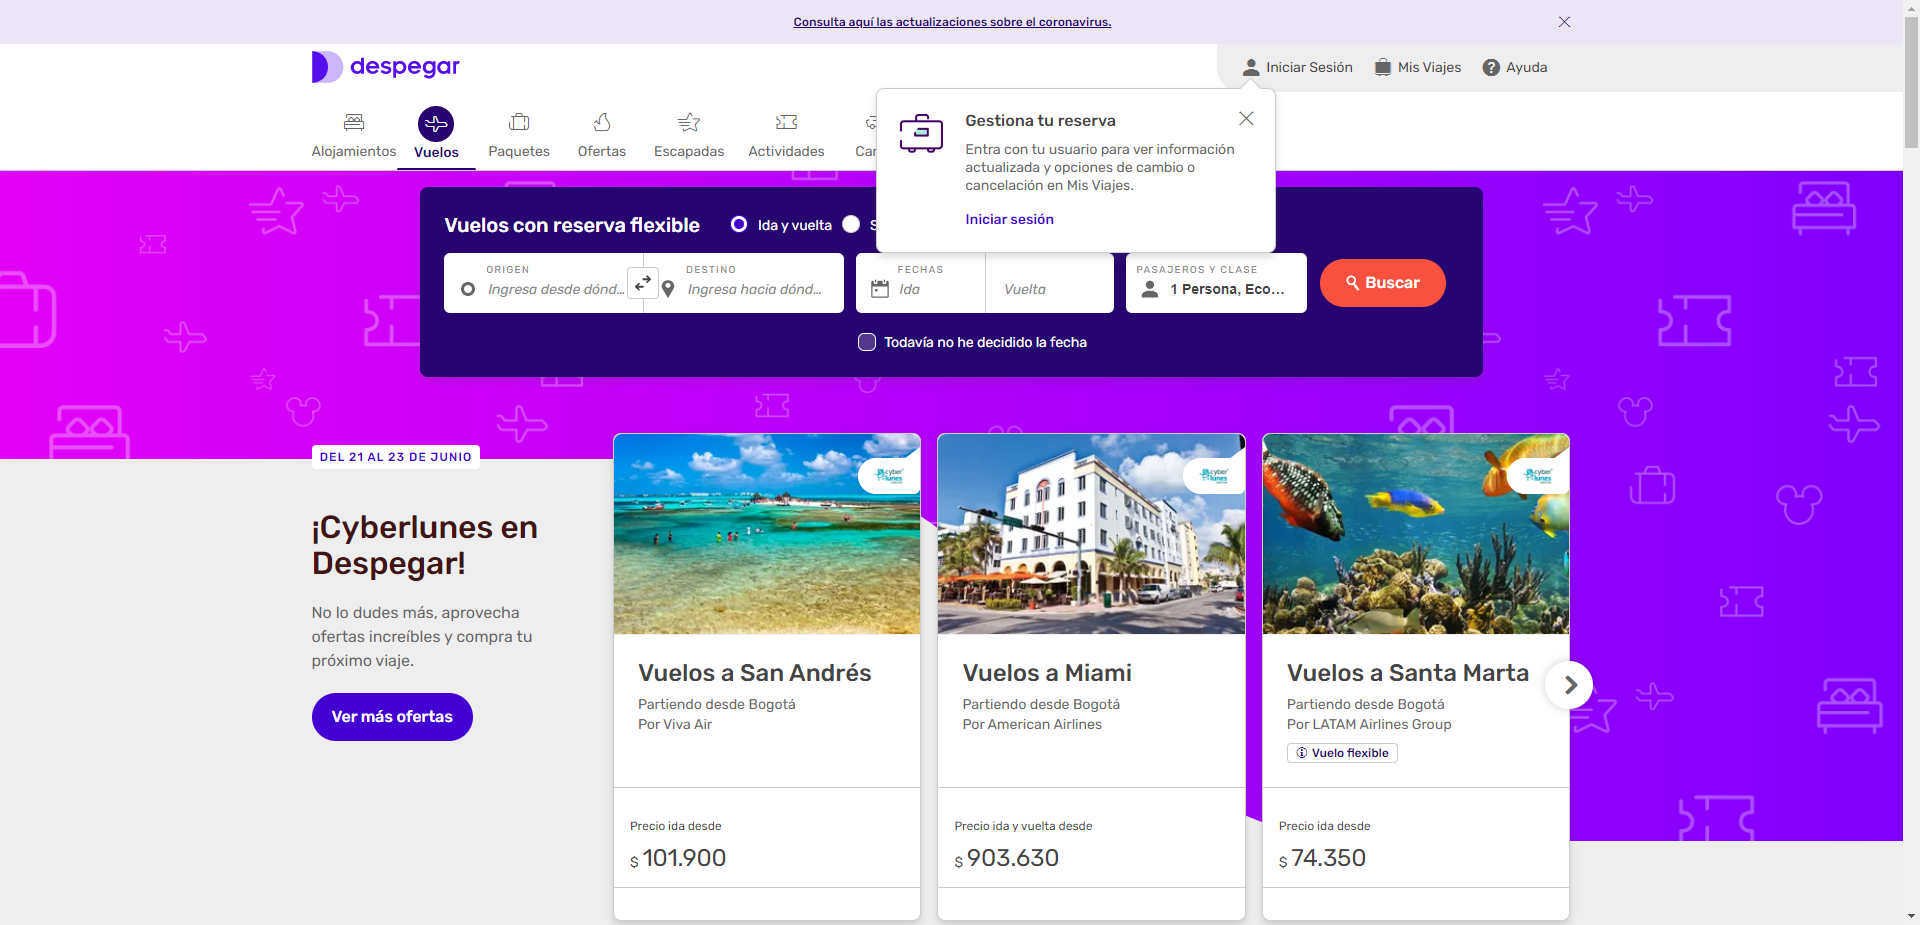 Consulta aquí las actualizaciones sobre el coronavirus.
despegar
Iniciar Sesión
Mis Viajes
Ayuda
Alojamientos
Vuelos
Paquetes
Ofertas
Escapadas
Actividades
Gestiona tu reserva
Entra con tu usuario para ver información
actualizada y opciones de cambio o
cancelación en Mis Viajes.
Iniciar sesión
Vuelos con reserva flexible
Ida y vuelta
ORIGEN
Ingresa desde dónd...
DESTINO
Ingresa hacia dónd...
FECHAS
Ida
Vuelta
PASAJEROS Y CLASE
1 Persona, Eco...
Buscar
Todavía no he decidido la fecha
DEL 21 AL 23 DE JUNIO
¡Cyberlunes en
Despegar!
No lo dudes más, aprovecha
ofertas increíbles y compra tu
próximo viaje.
Ver más ofertas
cyber
lunes
Vuelos a San Andrés
Partiendo desde Bogotá
Por Viva Air
Precio ida desde
$ 101.900
cyber
lunes
Vuelos a Miami
Partiendo desde Bogotá
Por American Airlines
Precio ida y vuelta desde
$ 903.630
cyber
lunes
Vuelos a Santa Marta
Partiendo desde Bogotá
Por LATAM Airlines Group
Vuelo flexible
Precio ida desde
$ 74.350